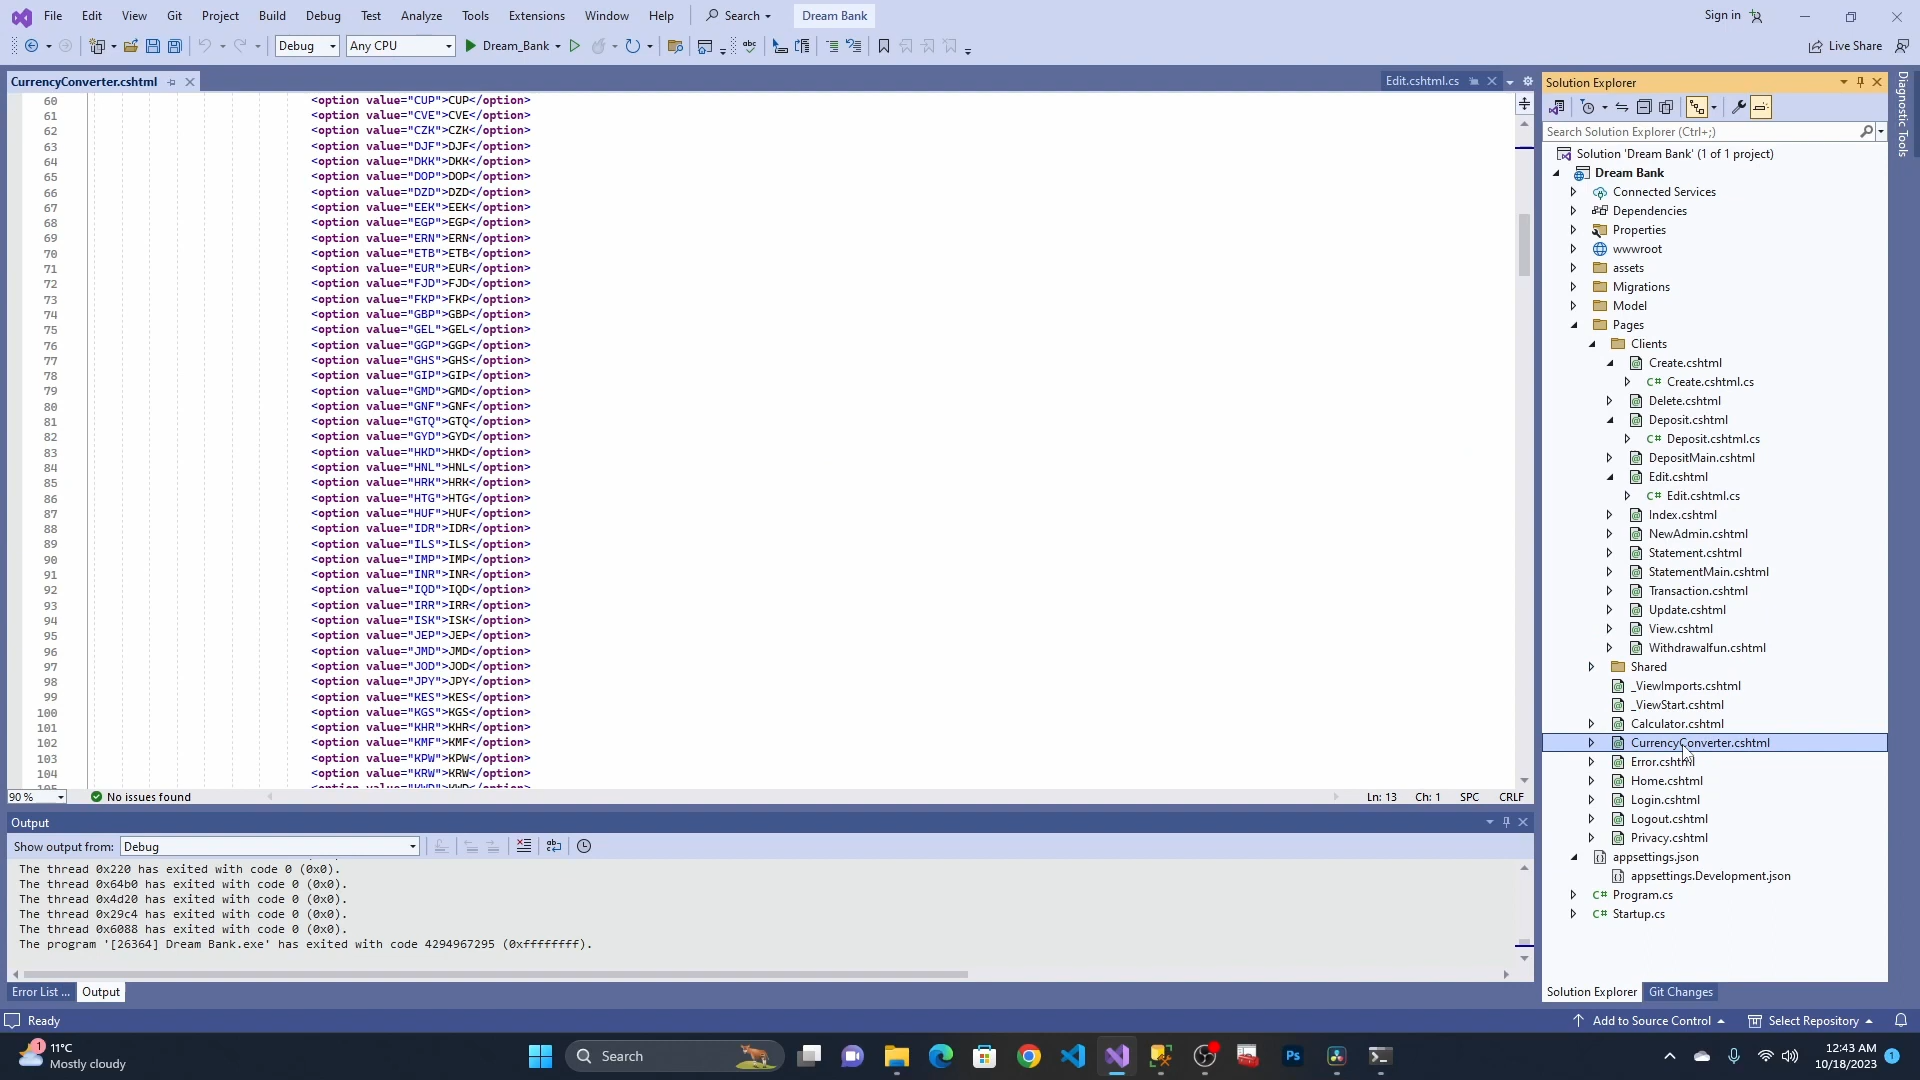 File Edit View Git Project Build Debug Test Analyze Tools Extensions Window Help Search Dream Bank Sign in
Debug Any CPU Dream_Bank Live Share
CurrencyConverter.cshtml Edit.cshtml.cs
60 <option value="CUP">CUP</option>
61 <option value="CVE">CVE</option>
62 <option value="CZK">CZK</option>
63 <option value="DJF">DJF</option>
64 <option value="DKK">DKK</option>
65 <option value="DOP">DOP</option>
66 <option value="DZD">DZD</option>
67 <option value="EEK">EEK</option>
68 <option value="EGP">EGP</option>
69 <option value="ERN">ERN</option>
70 <option value="ETB">ETB</option>
71 <option value="EUR">EUR</option>
72 <option value="FJD">FJD</option>
73 <option value="FKP">FKP</option>
74 <option value="GBP">GBP</option>
75 <option value="GEL">GEL</option>
76 <option value="GGP">GGP</option>
77 <option value="GHS">GHS</option>
78 <option value="GIP">GIP</option>
79 <option value="GMD">GMD</option>
80 <option value="GNF">GNF</option>
81 <option value="GTQ">GTQ</option>
82 <option value="GYD">GYD</option>
83 <option value="HKD">HKD</option>
84 <option value="HNL">HNL</option>
85 <option value="HRK">HRK</option>
86 <option value="HTG">HTG</option>
87 <option value="HUF">HUF</option>
88 <option value="IDR">IDR</option>
89 <option value="ILS">ILS</option>
90 <option value="IMP">IMP</option>
91 <option value="INR">INR</option>
92 <option value="IQD">IQD</option>
93 <option value="IRR">IRR</option>
94 <option value="ISK">ISK</option>
95 <option value="JEP">JEP</option>
96 <option value="JMD">JMD</option>
97 <option value="JOD">JOD</option>
98 <option value="JPY">JPY</option>
99 <option value="KES">KES</option>
100 <option value="KGS">KGS</option>
101 <option value="KHR">KHR</option>
102 <option value="KMF">KMF</option>
103 <option value="KPW">KPW</option>
104 <option value="KRW">KRW</option>
90 % No issues found Ln: 13 Ch: 1 SPC CRLF
Output
Show output from: Debug
The thread 0x220 has exited with code 0 (0x0).
The thread 0x64b0 has exited with code 0 (0x0).
The thread 0x4d20 has exited with code 0 (0x0).
The thread 0x29c4 has exited with code 0 (0x0).
The thread 0x6088 has exited with code 0 (0x0).
The program '[26364] Dream Bank.exe' has exited with code 4294967295 (0xffffffff).
Error List ... Output
Solution Explorer
Search Solution Explorer (Ctrl+;)
Solution 'Dream Bank' (1 of 1 project)
Dream Bank
Connected Services
Dependencies
Properties
wwwroot
assets
Migrations
Model
Pages
Clients
Create.cshtml
C# Create.cshtml.cs
Delete.cshtml
Deposit.cshtml
C# Deposit.cshtml.cs
DepositMain.cshtml
Edit.cshtml
C# Edit.cshtml.cs
Index.cshtml
NewAdmin.cshtml
Statement.cshtml
StatementMain.cshtml
Transaction.cshtml
Update.cshtml
View.cshtml
Withdrawalfun.cshtml
Shared
_ViewImports.cshtml
_ViewStart.cshtml
Calculator.cshtml
CurrencyConverter.cshtml
Error.cshtml
Home.cshtml
Login.cshtml
Logout.cshtml
Privacy.cshtml
appsettings.json
appsettings.Development.json
C# Program.cs
C# Startup.cs
Solution Explorer Git Changes
Diagnostic Tools
Ready Add to Source Control Select Repository
1
11°C
Mostly cloudy
Search
Ps
12:43 AM
10/18/2023
1